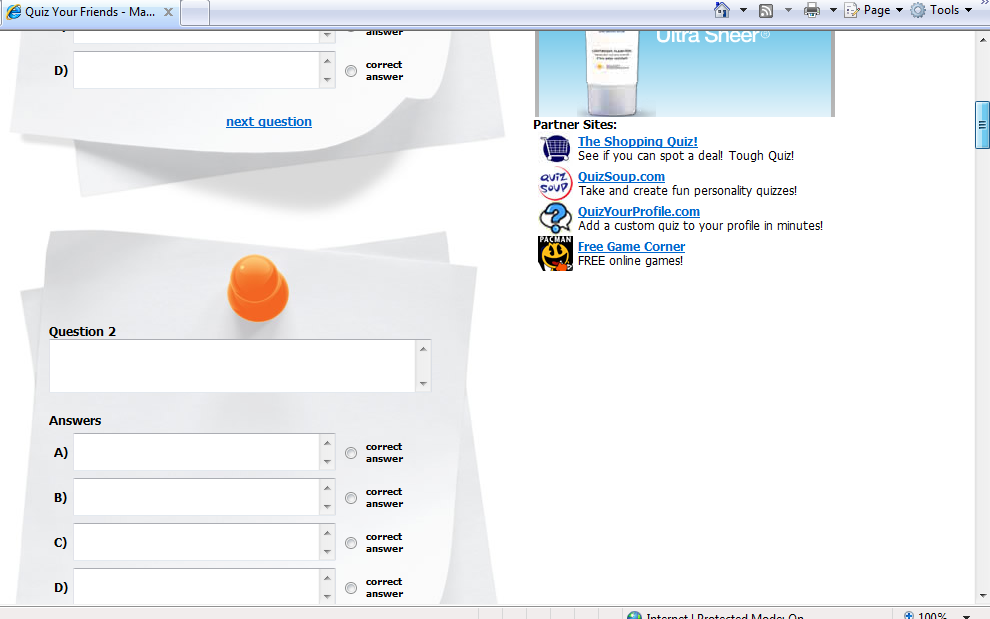 Quiz Your Friends - Ma...
Page
Tools
answer
D)
correct
answer
next question
Ultra Sheer®
Partner Sites:
The Shopping Quiz!
See if you can spot a deal! Tough Quiz!
QUIZ
SOUP
QuizSoup.com
Take and create fun personality quizzes!
QuizYourProfile.com
Add a custom quiz to your profile in minutes!
PACMAN
Free Game Corner
FREE online games!
Question 2
Answers
A)
correct
answer
B)
correct
answer
C)
correct
answer
D)
correct
answer
Internet | Protected Mode: On
100%